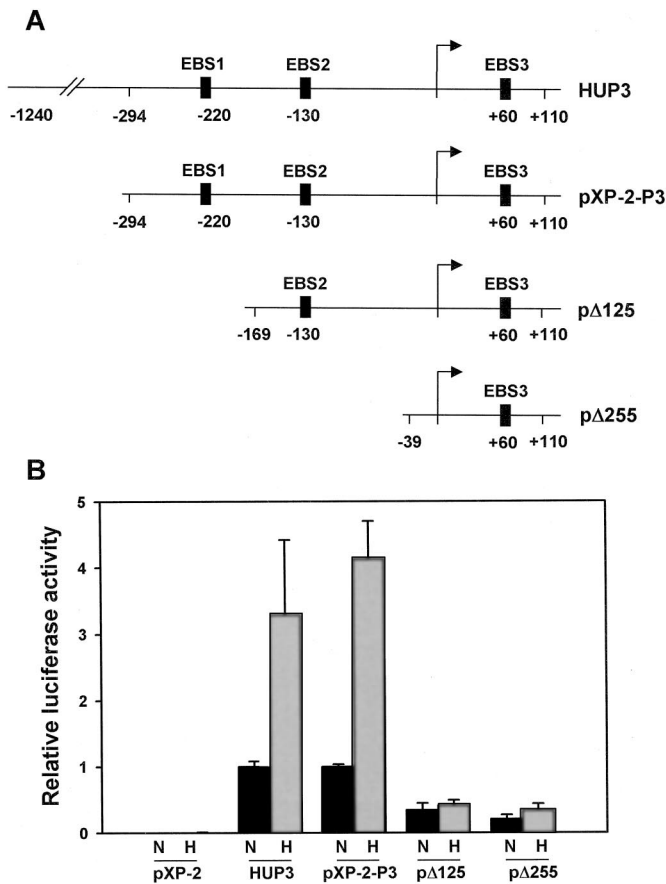 A
EBS1 EBS2 EBS3
HUP3
-1240 -294 -220 -130 +60 +110
EBS1 EBS2 EBS3
pXP-2-P3
-294 -220 -130 +60 +110
EBS2 EBS3
pΔ125
-169 -130 +60 +110
EBS3
pΔ255
-39 +60 +110
B
Relative luciferase activity
5
4
3
2
1
0
N H N H N H N H N H
pXP-2 HUP3 pXP-2-P3 pΔ125 pΔ255